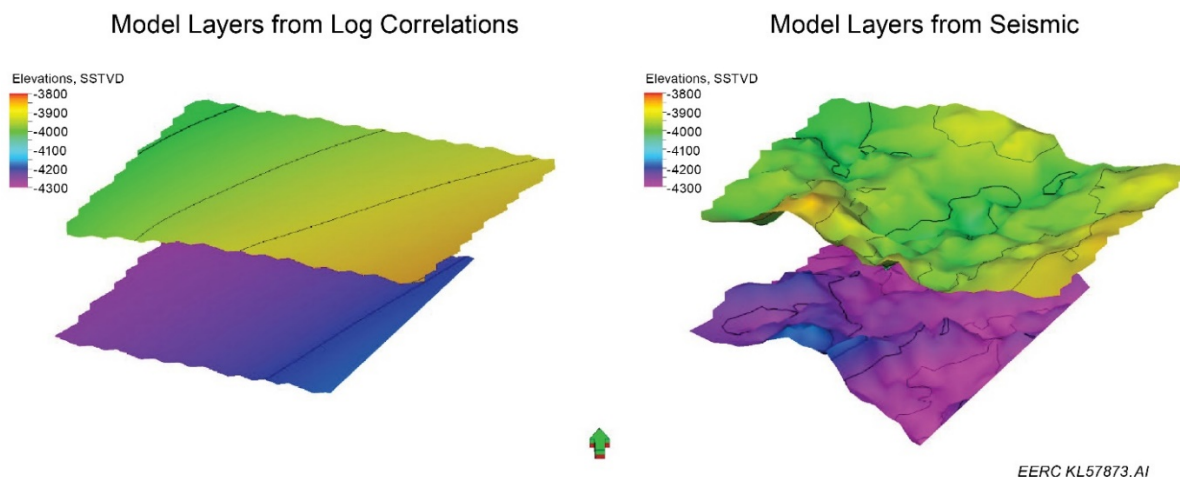 Model Layers from Log Correlations
Elevations, SSTVD
-3800
-3900
-4000
-4100
-4200
-4300
Model Layers from Seismic
Elevations, SSTVD
-3800
-3900
-4000
-4100
-4200
-4300
EERC KL57873.AI